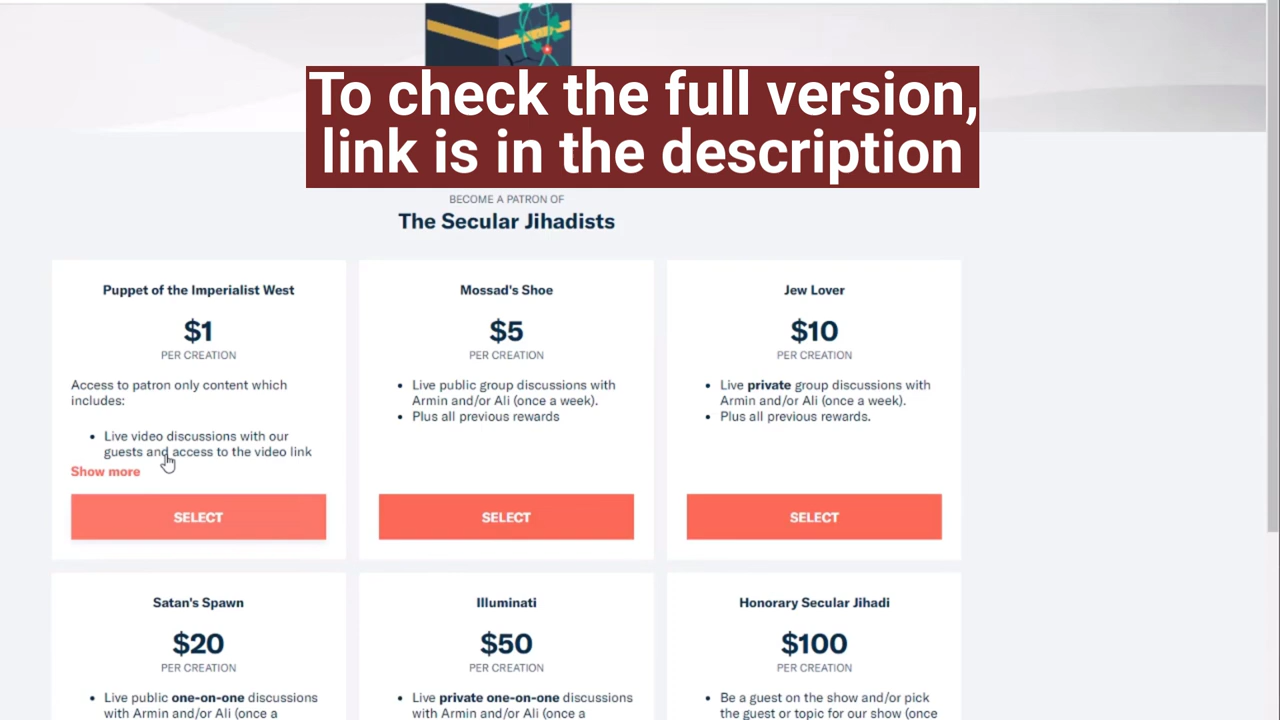 To check the full version,
link is in the description
BECOME A PATRON OF
The Secular Jihadists
Puppet of the Imperialist West
$1
PER CREATION
Access to patron only content which
includes:
• Live video discussions with our
guests and access to the video link
Show more
SELECT
Mossad's Shoe
$5
PER CREATION
• Live public group discussions with
Armin and/or Ali (once a week).
• Plus all previous rewards
SELECT
Jew Lover
$10
PER CREATION
• Live private group discussions with
Armin and/or Ali (once a week).
• Plus all previous rewards.
SELECT
Satan's Spawn
$20
PER CREATION
• Live public one-on-one discussions
with Armin and/or Ali (once a
Illuminati
$50
PER CREATION
• Live private one-on-one discussions
with Armin and/or Ali (once a
Honorary Secular Jihadi
$100
PER CREATION
• Be a guest on the show and/or pick
the guest or topic for our show (once